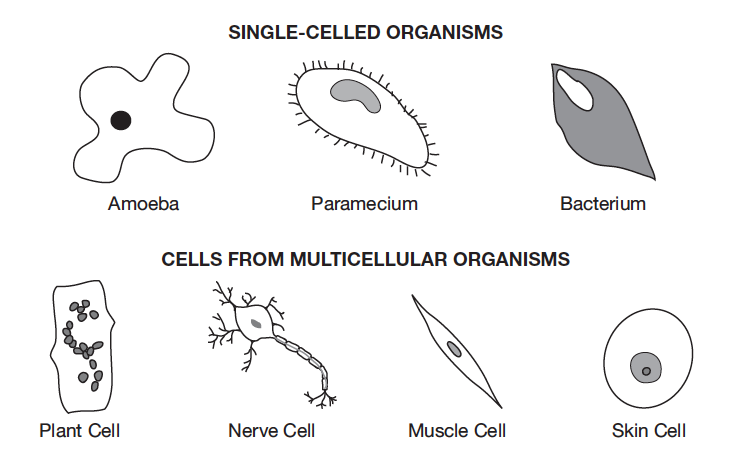 SINGLE-CELLED ORGANISMS
Amoeba Paramecium Bacterium
CELLS FROM MULTICELLULAR ORGANISMS
Plant Cell Nerve Cell Muscle Cell Skin Cell